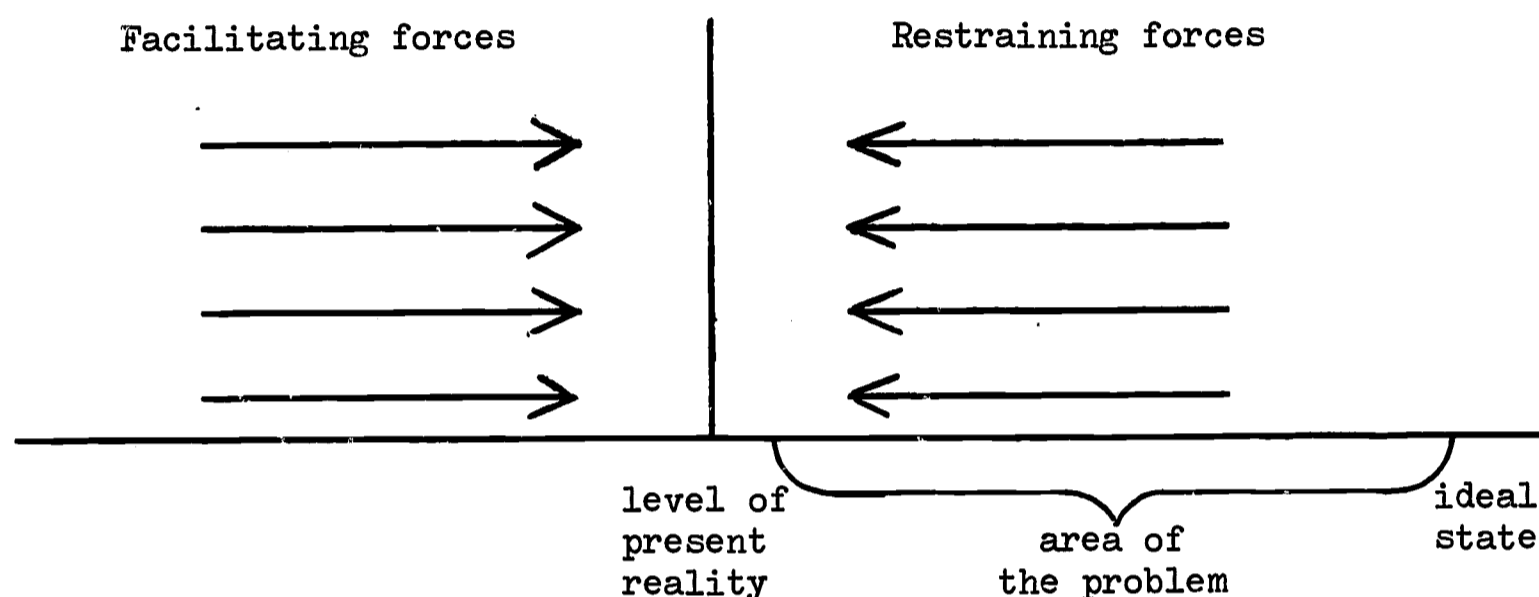 Facilitating forces
Restraining forces
level of
present
reality
area of
the problem
ideal
state